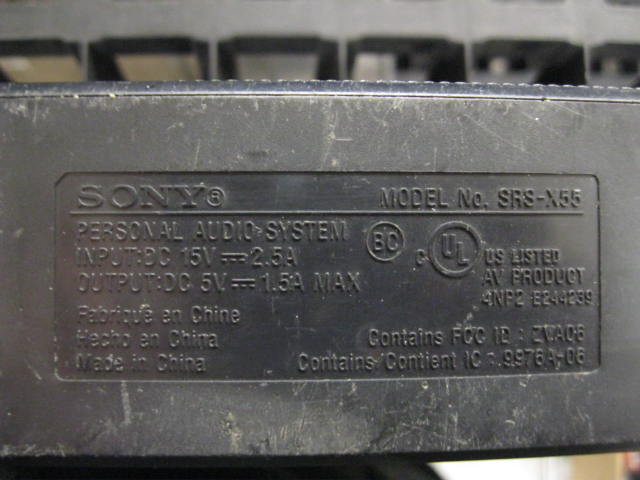 SONY® MODEL No. SRS-X55
PERSONAL AUDIO SYSTEM
INPUT:DC 15V ⎓ 2.5A
OUTPUT:DC 5V ⎓ 1.5A MAX
BC
C UL US LISTED
AV PRODUCT
4NP2 E244239
Fabriqué en Chine
Hecho en China
Made in China
Contains FCC ID : ZWA06
Contains/Contient IC : 9976A-06